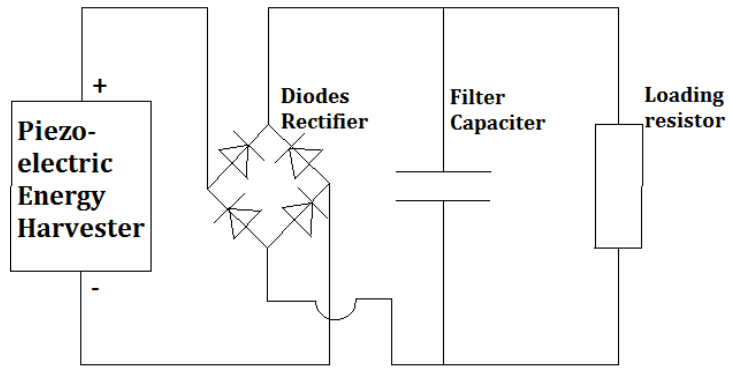 +
Piezo-
electric
Energy
Harvester
-
Diodes
Rectifier
Filter
Capaciter
Loading
resistor